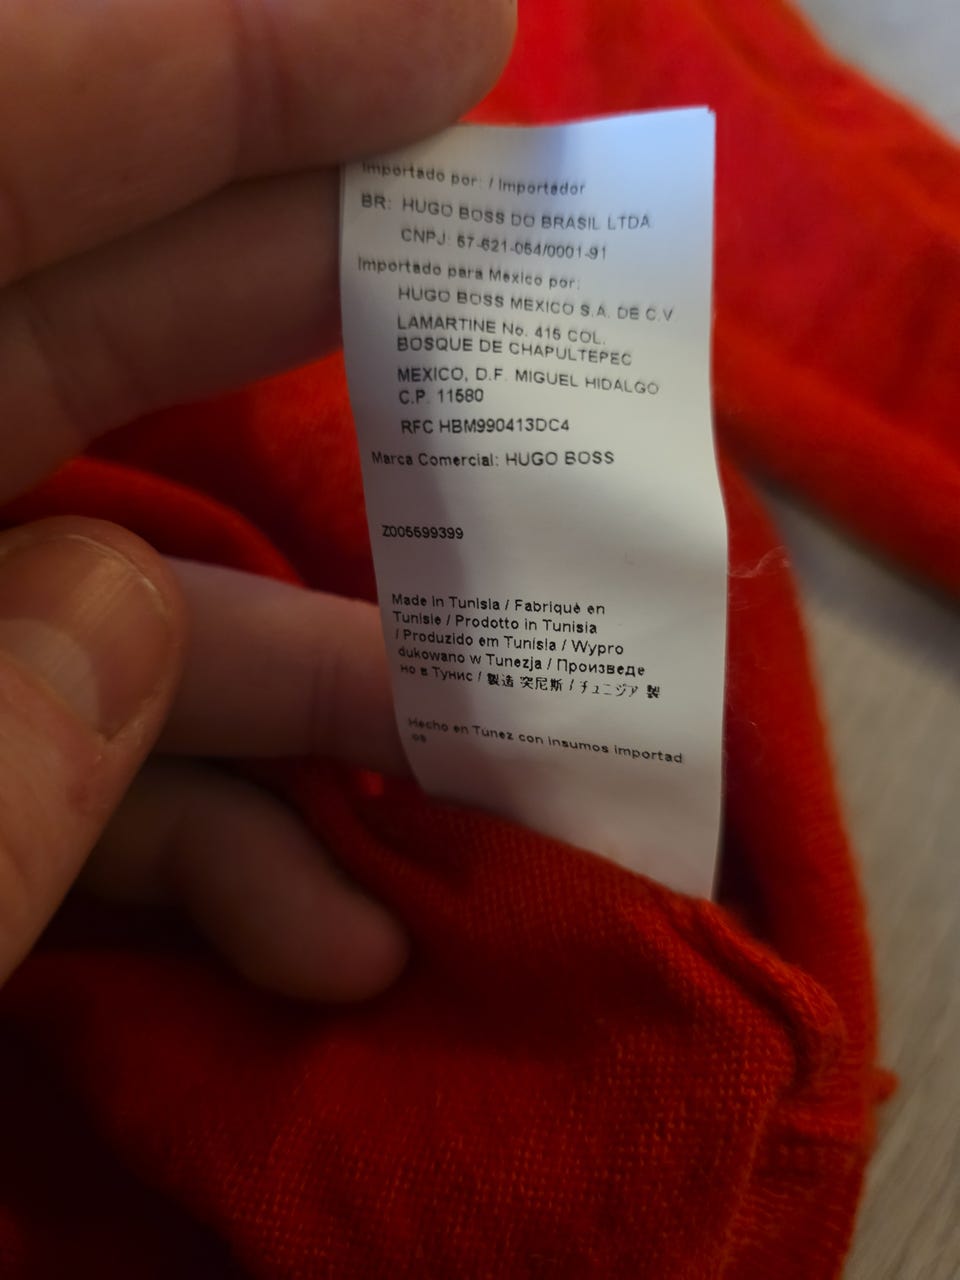 Importado por: / Importador
BR: HUGO BOSS DO BRASIL LTDA
CNPJ: 57-621-054/0001-91
Importado para Mexico por:
HUGO BOSS MEXICO S.A. DE C.V
LAMARTINE No. 415 COL.
BOSQUE DE CHAPULTEPEC
MEXICO, D.F. MIGUEL HIDALGO
C.P. 11580
RFC HBM990413DC4
Marca Comercial: HUGO BOSS
Z005699399
Made in Tunisia / Fabriqué en
Tunisie / Prodotto in Tunisia
/ Produzido em Tunísia / Wypro
dukowano w Tunezja / Произведе
но в Тунис / 製造 突尼斯 / チュニジア 製
Hecho en Túnez con insumos importad
os